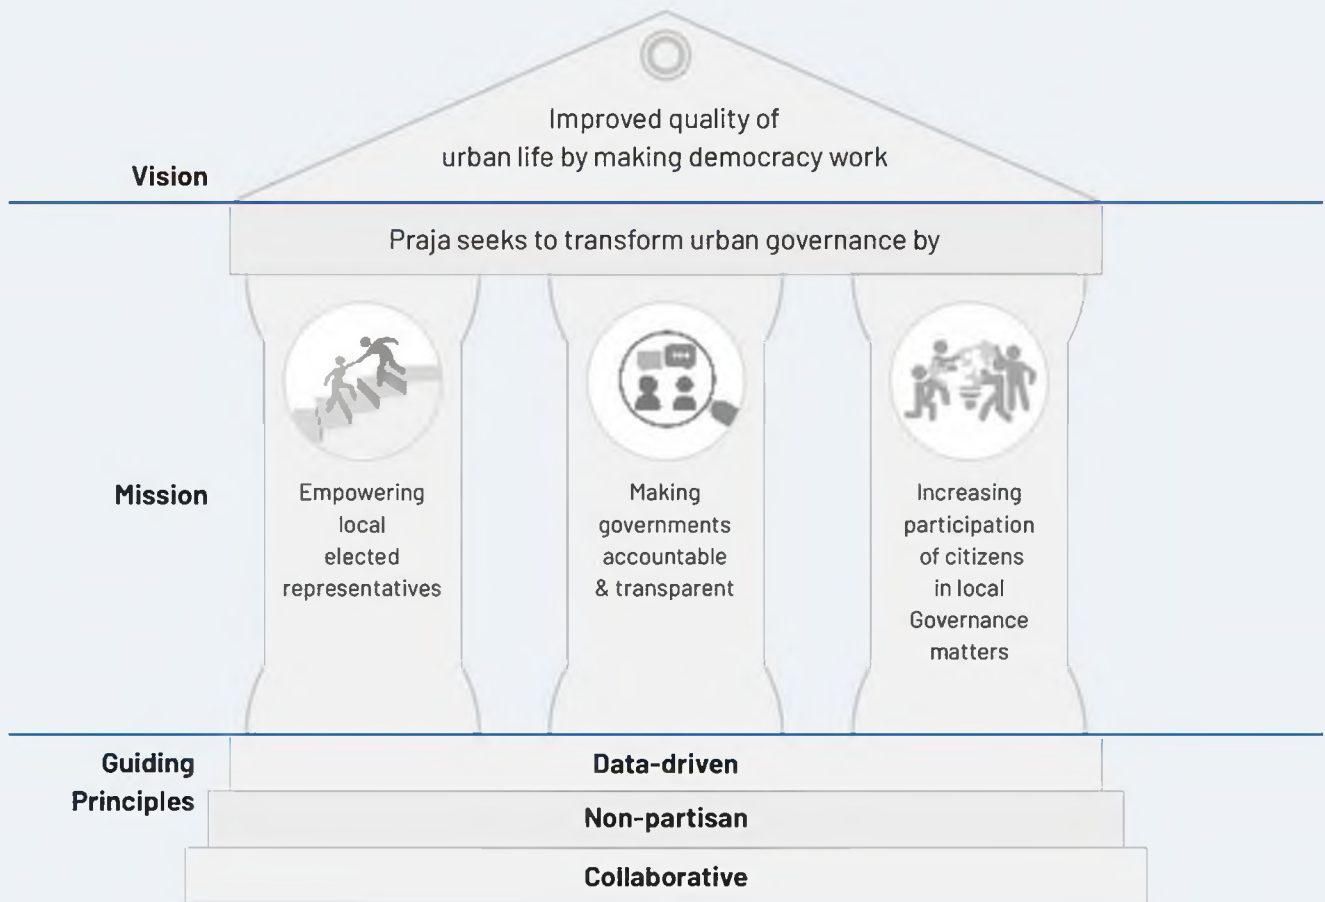 Improved quality of
urban life by making democracy work
Vision
Praja seeks to transform urban governance by
Mission
Empowering
local
elected
representatives
Making
governments
accountable
& transparent
Increasing
participation
of citizens
in local
Governance
matters
Guiding
Principles
Data-driven
Non-partisan
Collaborative